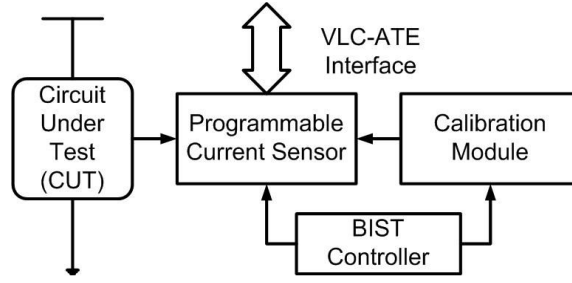 VLC-ATE
Interface
Circuit
Under
Test
(CUT)
Programmable
Current Sensor
Calibration
Module
BIST
Controller